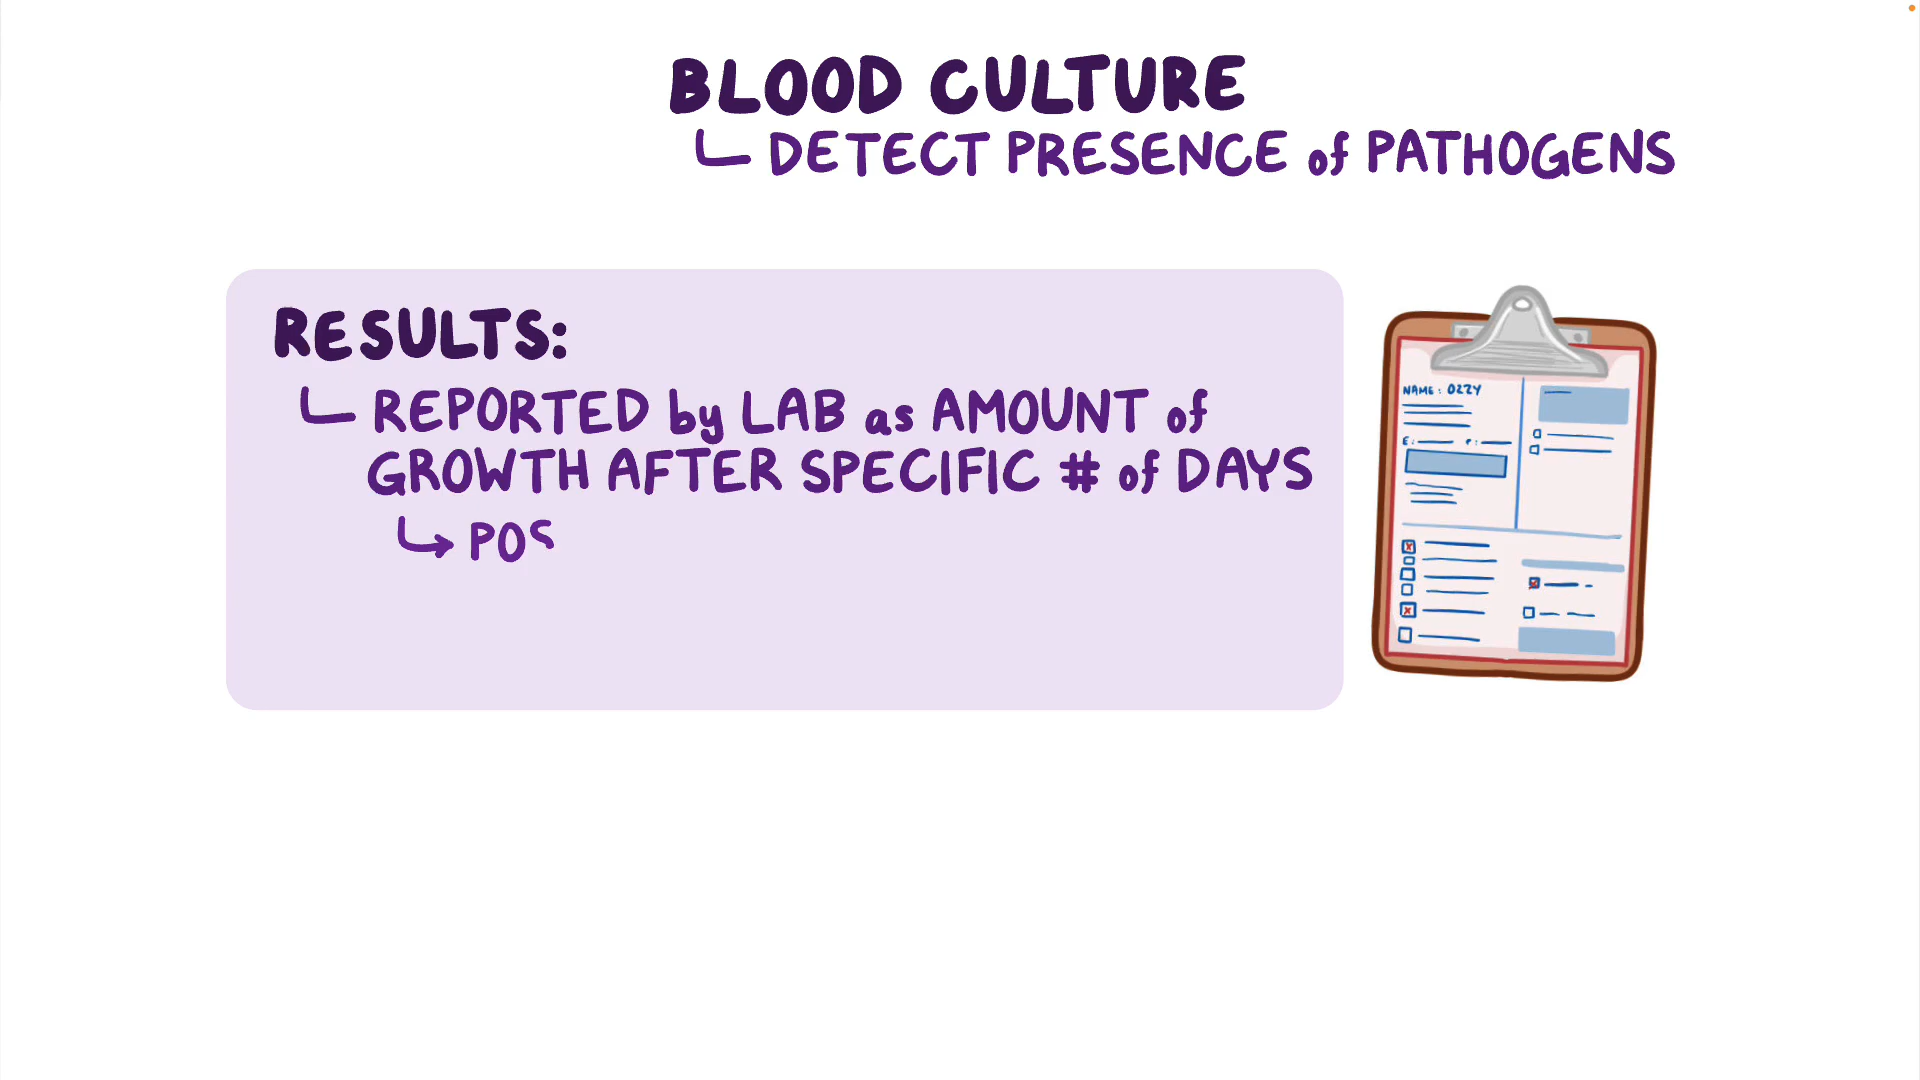 BLOOD CULTURE
DETECT PRESENCE of PATHOGENS
RESULTS:
REPORTED by LAB as AMOUNT of
GROWTH AFTER SPECIFIC # of DAYS
POS
NAME: OZZY
E: P: